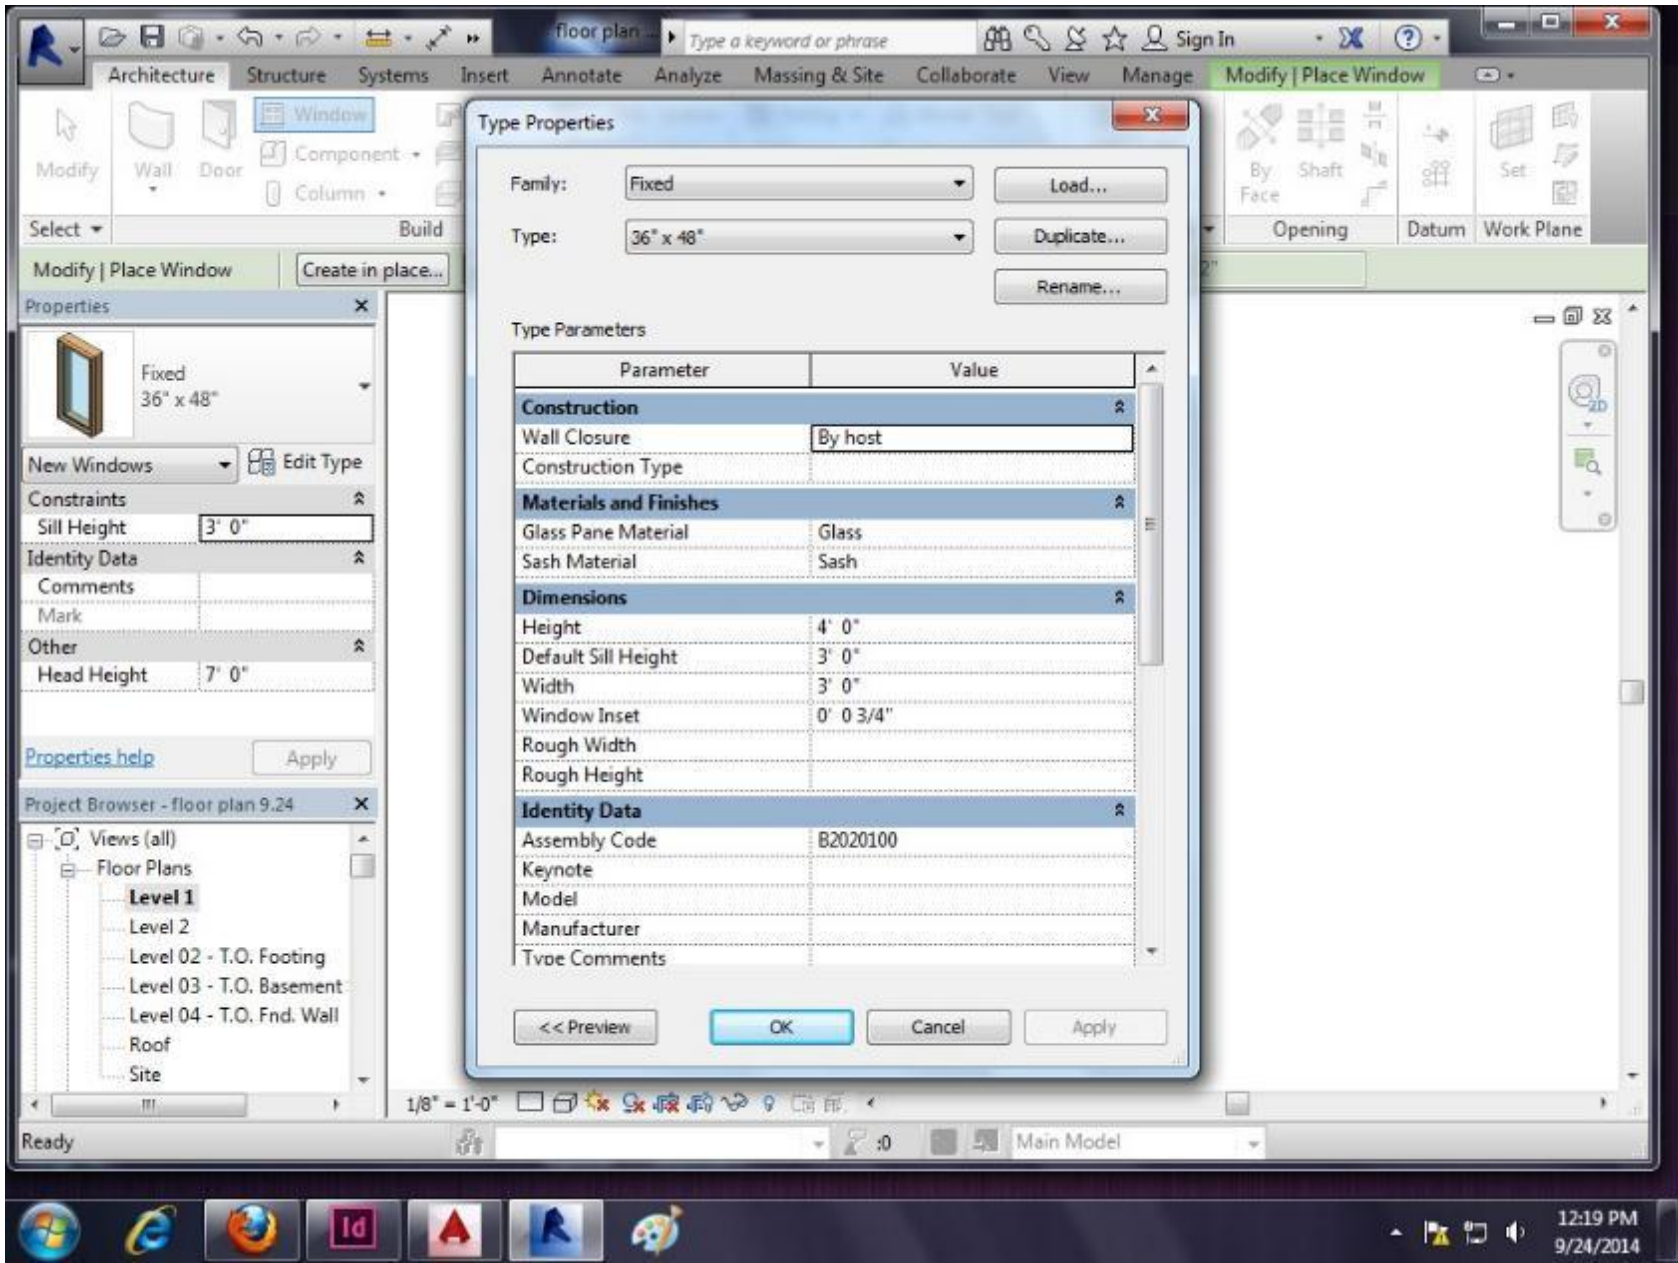 floor plan ...
Type a keyword or phrase
Sign In
Architecture Structure Systems Insert Annotate Analyze Massing & Site Collaborate View Manage Modify | Place Window
Modify
Wall
Door
Window
Component
Column
By Face
Shaft
Set
Select
Build
Opening
Datum
Work Plane
Modify | Place Window
Create in place...
2"
Properties
Fixed
36" x 48"
New Windows
Edit Type
Constraints
Sill Height 3' 0"
Identity Data
Comments
Mark
Other
Head Height 7' 0"
Properties help
Apply
Project Browser - floor plan 9.24
Views (all)
Floor Plans
Level 1
Level 2
Level 02 - T.O. Footing
Level 03 - T.O. Basement
Level 04 - T.O. Fnd. Wall
Roof
Site
Type Properties
Family: Fixed Load...
Type: 36" x 48" Duplicate...
Rename...
Type Parameters
Parameter Value
Construction
Wall Closure By host
Construction Type
Materials and Finishes
Glass Pane Material Glass
Sash Material Sash
Dimensions
Height 4' 0"
Default Sill Height 3' 0"
Width 3' 0"
Window Inset 0' 0 3/4"
Rough Width
Rough Height
Identity Data
Assembly Code B2020100
Keynote
Model
Manufacturer
Type Comments
<< Preview OK Cancel Apply
2D
1/8" = 1'-0"
Ready
:0
Main Model
Id
12:19 PM
9/24/2014